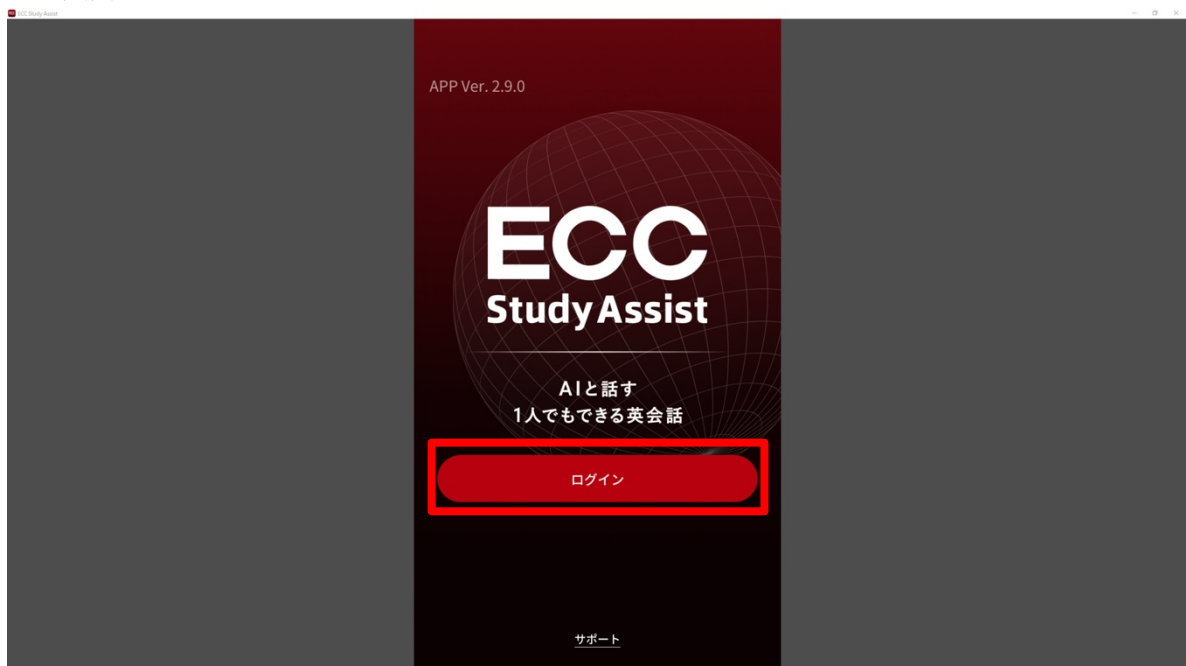 ECC Study Assist
APP Ver. 2.9.0
ECC
StudyAssist
AIと話す
1人でもできる英会話
ログイン
サポート